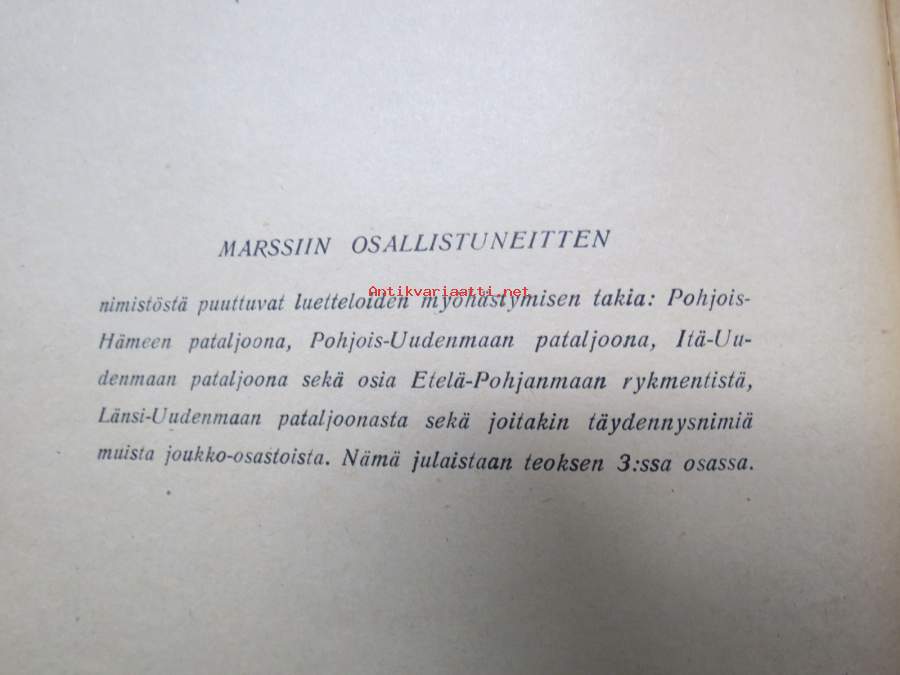 MARSSIIN OSALLISTUNEITTEN
Antikvariaatti.net
nimistöstä puuttuvat luetteloiden myöhästymisen takia: Pohjois-
Hämeen pataljoona, Pohjois-Uudenmaan pataljoona, Itä-Uu-
denmaan pataljoona sekä osia Etelä-Pohjanmaan rykmentistä,
Länsi-Uudenmaan pataljoonasta sekä joitakin täydennysnimiä
muista joukko-osastoista. Nämä julaistaan teoksen 3:ssa osassa.